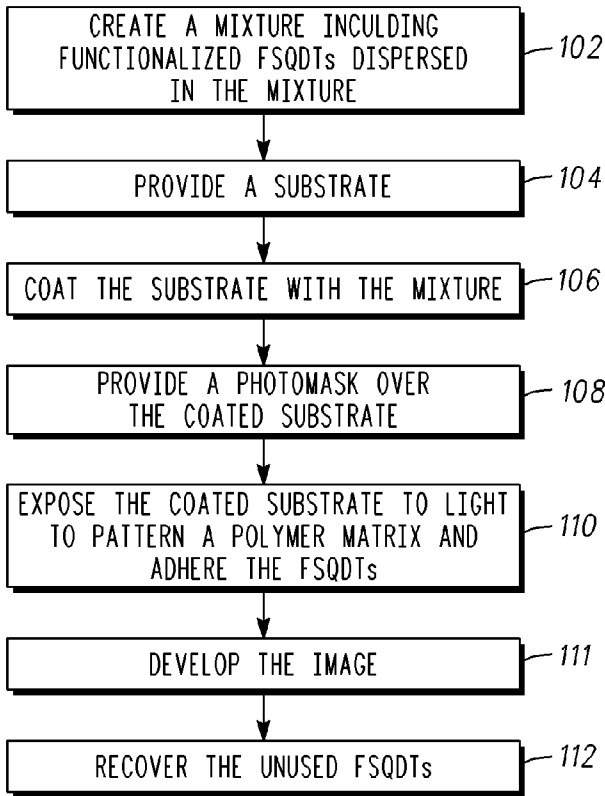 CREATE A MIXTURE INCULDING
FUNCTIONALIZED FSQDTs DISPERSED
IN THE MIXTURE
102
PROVIDE A SUBSTRATE
104
COAT THE SUBSTRATE WITH THE MIXTURE
106
PROVIDE A PHOTOMASK OVER
THE COATED SUBSTRATE
108
EXPOSE THE COATED SUBSTRATE TO LIGHT
TO PATTERN A POLYMER MATRIX AND
ADHERE THE FSQDTs
110
DEVELOP THE IMAGE
111
RECOVER THE UNUSED FSQDTs
112